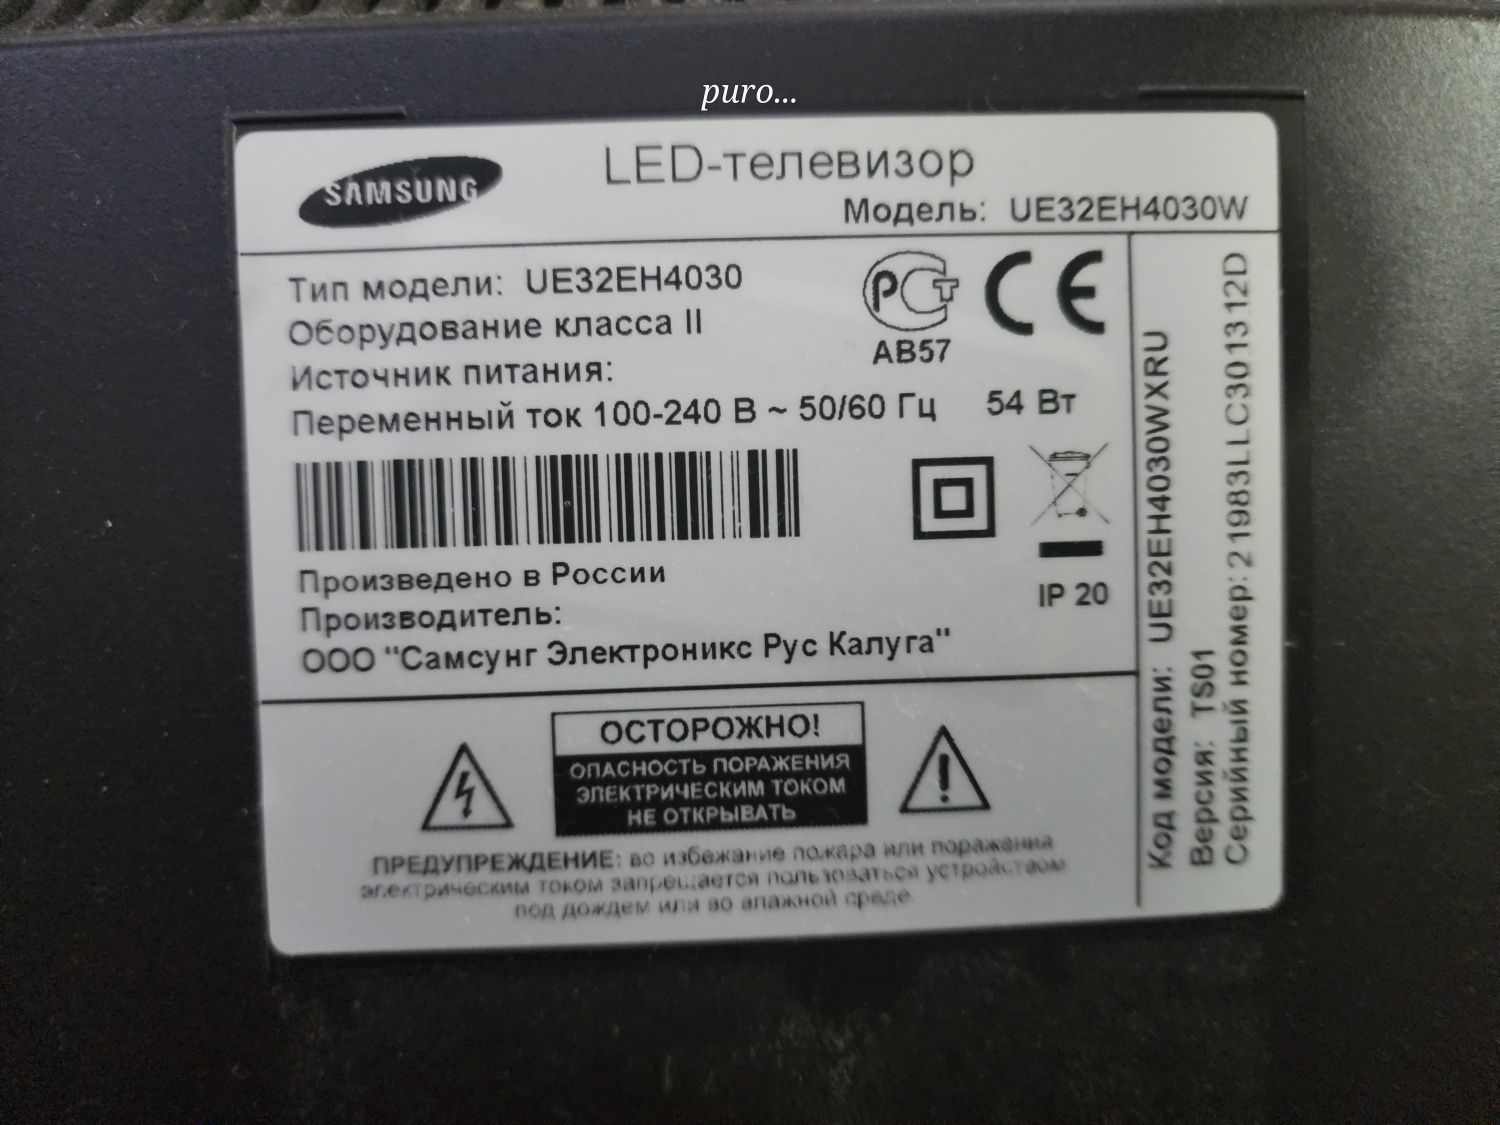 puro...
SAMSUNG
LED-телевизор
Модель: UE32EH4030W
Тип модели: UE32EH4030
Оборудование класса II
Источник питания:
Переменный ток 100-240 В ~ 50/60 Гц 54 Вт
РСТ
АВ57
CE
Произведено в России
Производитель:
ООО "Самсунг Электроникс Рус Калуга"
IP 20
ОСТОРОЖНО!
ОПАСНОСТЬ ПОРАЖЕНИЯ
ЭЛЕКТРИЧЕСКИМ ТОКОМ
НЕ ОТКРЫВАТЬ
ПРЕДУПРЕЖДЕНИЕ: во избежание пожара или поражения
электрическим током запрещается пользоваться устройством
под дождем или во влажной среде.
Код модели: UE32EH4030WXRU
Версия: TS01
Серийный номер: 21983LLC301312D